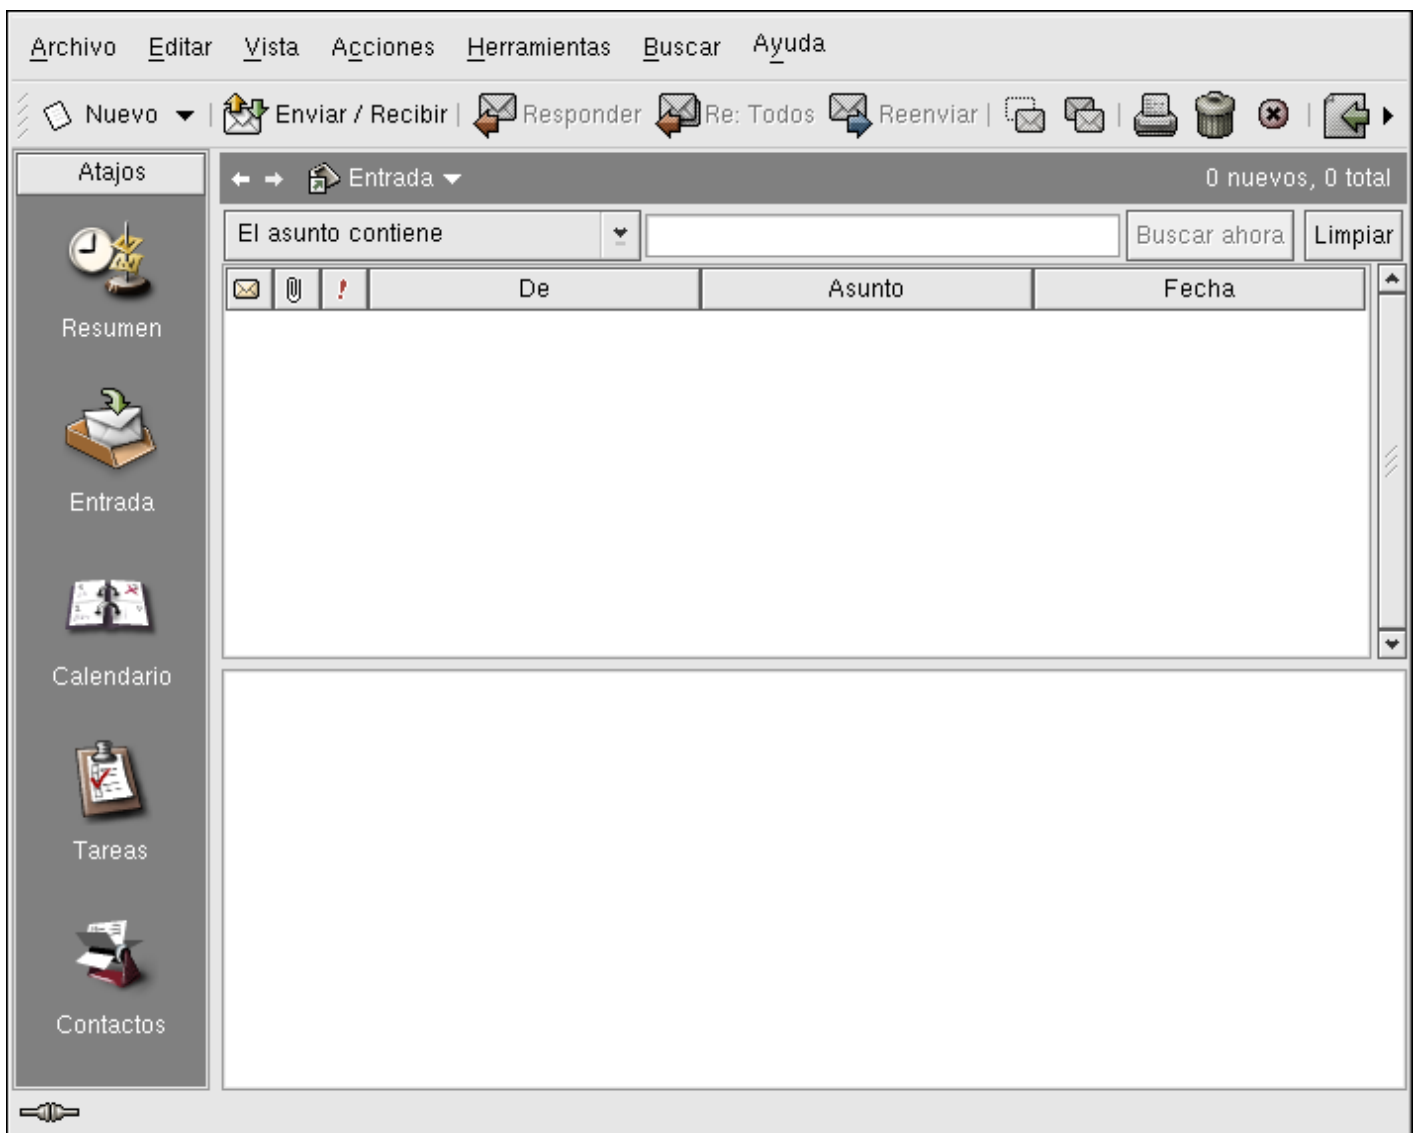 Archivo Editar Vista Acciones Herramientas Buscar Ayuda
Nuevo Enviar / Recibir Responder Re: Todos Reenviar
Atajos
Entrada 0 nuevos, 0 total
El asunto contiene Buscar ahora Limpiar
De Asunto Fecha
Resumen
Entrada
Calendario
Tareas
Contactos